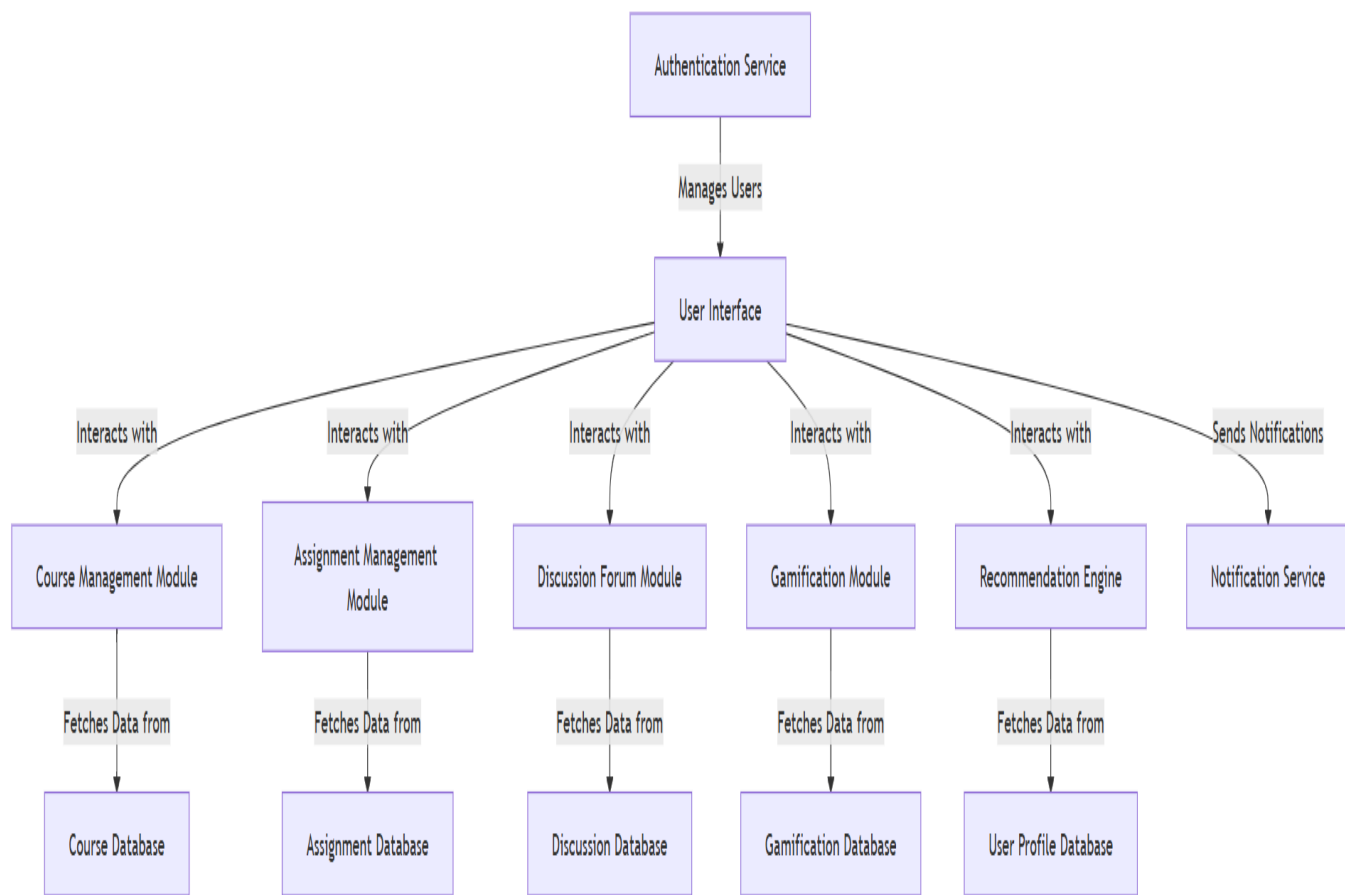 Authentication Service
Manages Users
User Interface
Interacts with
Interacts with
Interacts with
Interacts with
Interacts with
Sends Notifications
Course Management Module
Assignment Management
Module
Discussion Forum Module
Gamification Module
Recommendation Engine
Notification Service
Fetches Data from
Fetches Data from
Fetches Data from
Fetches Data from
Fetches Data from
Course Database
Assignment Database
Discussion Database
Gamification Database
User Profile Database